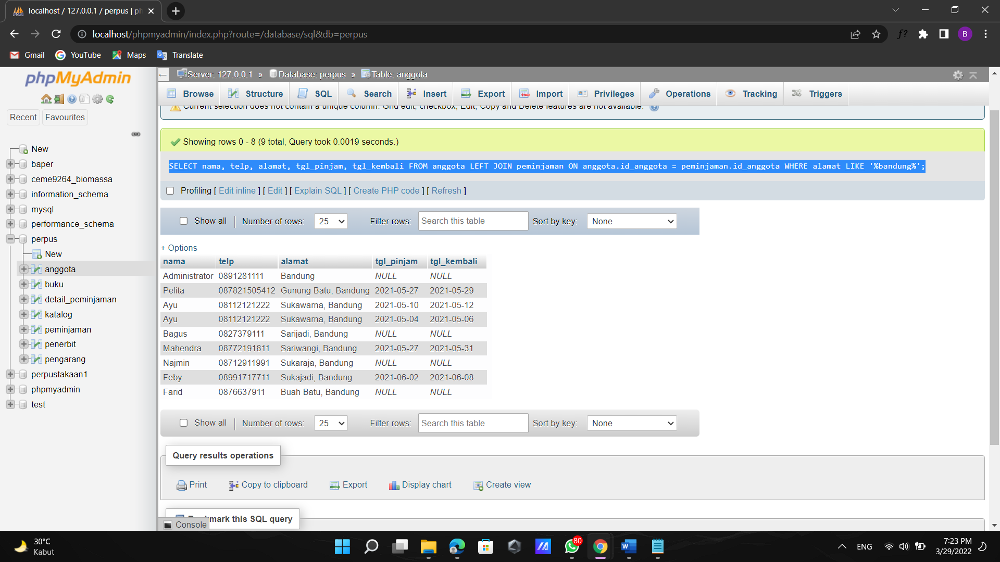 localhost / 127.0.0.1 / perpus | ph
localhost/phpmyadmin/index.php?route=/database/sql&db=perpus
f?
B
Gmail YouTube Maps Translate
phpMyAdmin
Recent Favourites
New
baper
ceme9264_biomassa
information_schema
mysql
performance_schema
perpus
New
anggota
buku
detail_peminjaman
katalog
peminjaman
penerbit
pengarang
perpustakaan1
phpmyadmin
test
Server: 127.0.0.1 » Database: perpus » Table: anggota
Browse Structure SQL Search Insert Export Import Privileges Operations Tracking Triggers
Current selection does not contain a unique column. Grid edit, checkbox, Edit, Copy and Delete features are not available.
Showing rows 0 - 8 (9 total, Query took 0.0019 seconds.)
SELECT nama, telp, alamat, tgl_pinjam, tgl_kembali FROM anggota LEFT JOIN peminjaman ON anggota.id_anggota = peminjaman.id_anggota WHERE alamat LIKE '%bandung%';
Profiling [ Edit inline ] [ Edit ] [ Explain SQL ] [ Create PHP code ] [ Refresh ]
Show all Number of rows: 25 Filter rows: Search this table Sort by key: None
+ Options
nama telp alamat tgl_pinjam tgl_kembali
Administrator 0891281111 Bandung NULL NULL
Pelita 087821505412 Gunung Batu, Bandung 2021-05-27 2021-05-29
Ayu 08112121222 Sukawarna, Bandung 2021-05-10 2021-05-12
Ayu 08112121222 Sukawarna, Bandung 2021-05-04 2021-05-06
Bagus 0827379111 Sarijadi, Bandung NULL NULL
Mahendra 08772191811 Sariwangi, Bandung 2021-05-27 2021-05-31
Najmin 08712911991 Sukaraja, Bandung NULL NULL
Feby 08991717711 Sukajadi, Bandung 2021-06-02 2021-06-08
Farid 0876637911 Buah Batu, Bandung NULL NULL
Show all Number of rows: 25 Filter rows: Search this table Sort by key: None
Query results operations
Print Copy to clipboard Export Display chart Create view
mark this SQL query
Console
30°C
Kabut
80
ENG
7:23 PM
3/29/2022